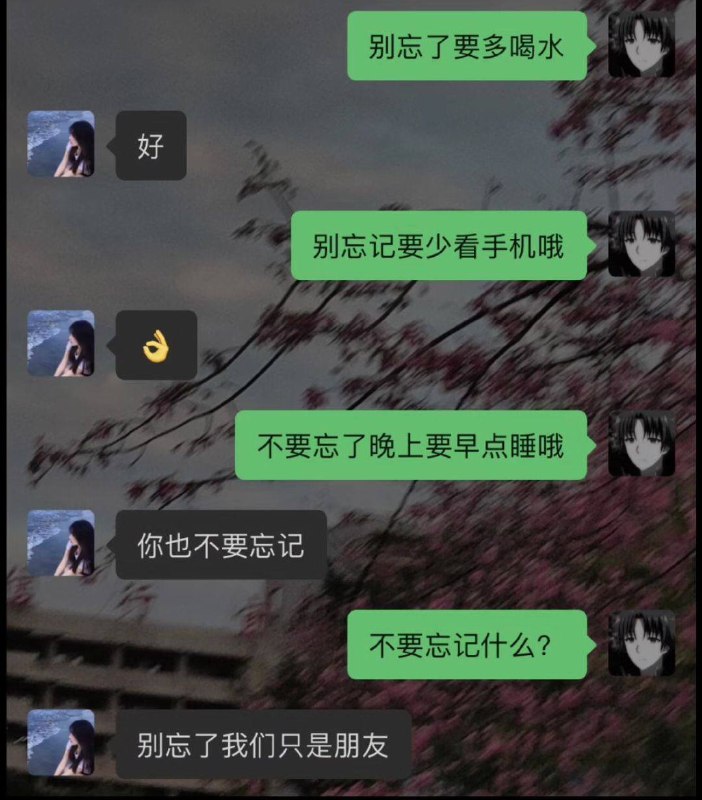 别忘了要多喝水
好
别忘记要少看手机哦
👌
不要忘了晚上要早点睡哦
你也不要忘记
不要忘记什么?
别忘了我们只是朋友